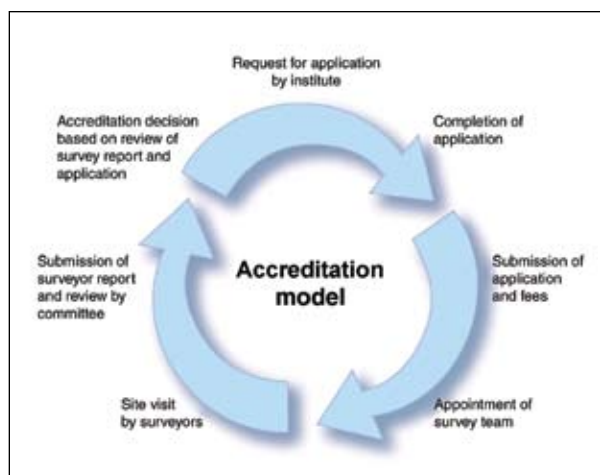 Request for application
by institute
Completion of
application
Submission of
application
and fees
Appointment of
survey team
Site visit
by surveyors
Submission of
surveyor report
and review by
committee
Accreditation decision
based on review of
survey report and
application
Accreditation
model